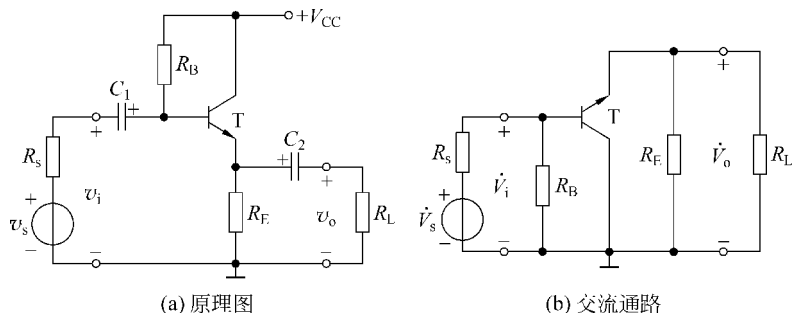 +V_CC
R_B
C_1
+
T
C_2
+
+
+
R_s
v_i
+
v_s
−
R_E
v_o
R_L
−
−
(a) 原理图
+
+
T
R_s
V̇_i
R_B
R_E
V̇_o
R_L
+
V̇_s
−
−
−
(b) 交流通路